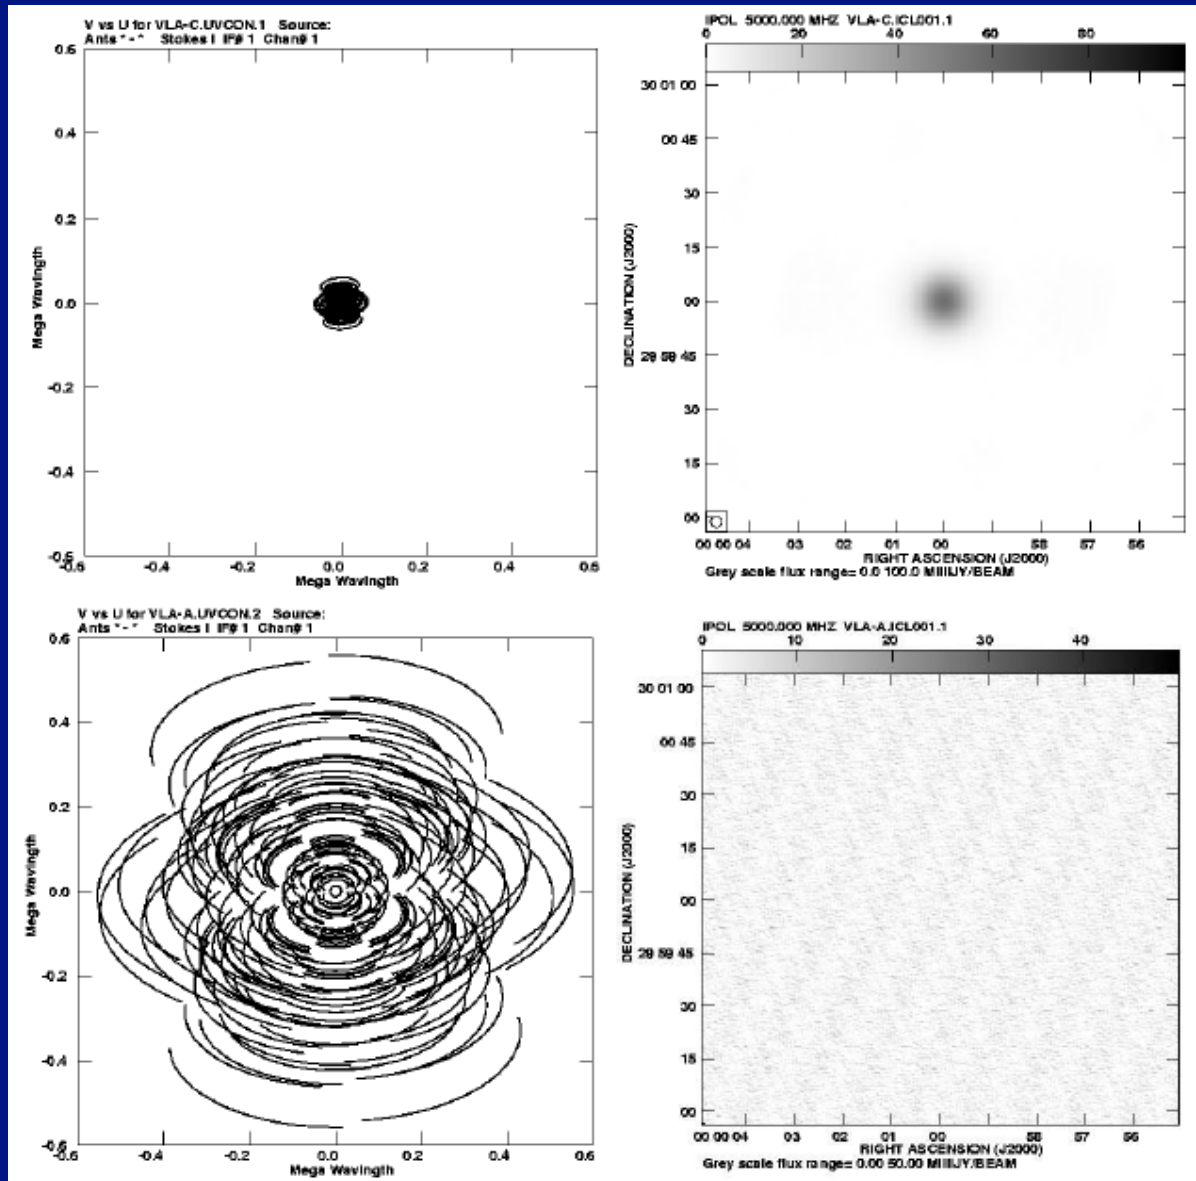 V vs U for VLA-C.UVCON.1 Source:
Ants * - * Stokes I IF# 1 Chan# 1
0.6
0.4
0.2
0.0
-0.2
-0.4
-0.6
Mega Wavlngth
-0.6 -0.4 -0.2 0.0 0.2 0.4 0.6
Mega Wavlngth
IPOL 5000.000 MHZ VLA-C.ICL001.1
0 20 40 60 80
30 01 00
00 45
30
15
00
29 59 45
30
15
00
DECLINATION (J2000)
00 00 04 03 02 01 00 58 57 56
RIGHT ASCENSION (J2000)
Grey scale flux range= 0.0 100.0 MILLIJY/BEAM
V vs U for VLA-A.UVCON.2 Source:
Ants * - * Stokes I IF# 1 Chan# 1
0.6
0.4
0.2
0.0
-0.2
-0.4
-0.6
Mega Wavlngth
-0.6 -0.4 -0.2 0.0 0.2 0.4 0.6
Mega Wavlngth
IPOL 5000.000 MHZ VLA-A.ICL001.1
0 10 20 30 40
30 01 00
00 45
30
15
00
29 59 45
30
15
00
DECLINATION (J2000)
00 00 04 03 02 01 00 58 57 56
RIGHT ASCENSION (J2000)
Grey scale flux range= 0.00 50.00 MILLIJY/BEAM